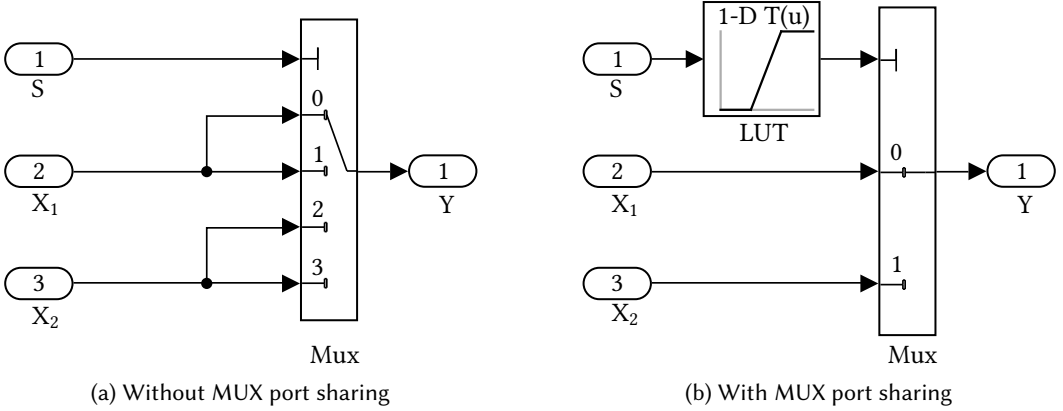 1
S
0
2
X₁
1
2
3
X₂
3
1
Y
Mux
(a) Without MUX port sharing
1
S
1-D T(u)
LUT
2
X₁
0
3
X₂
1
1
Y
Mux
(b) With MUX port sharing